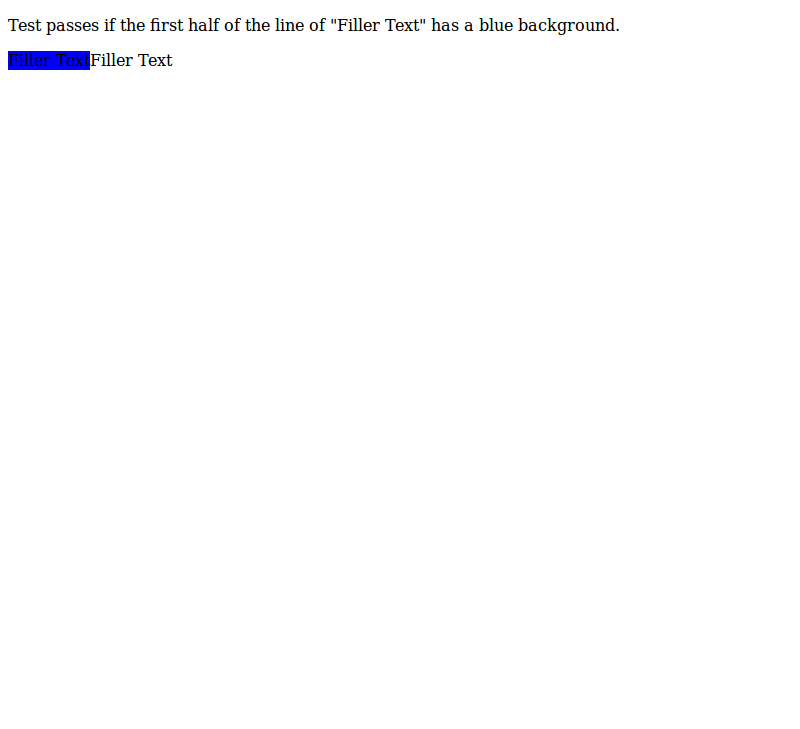 Test passes if the first half of the line of "Filler Text" has a blue background.
Filler TextFiller Text